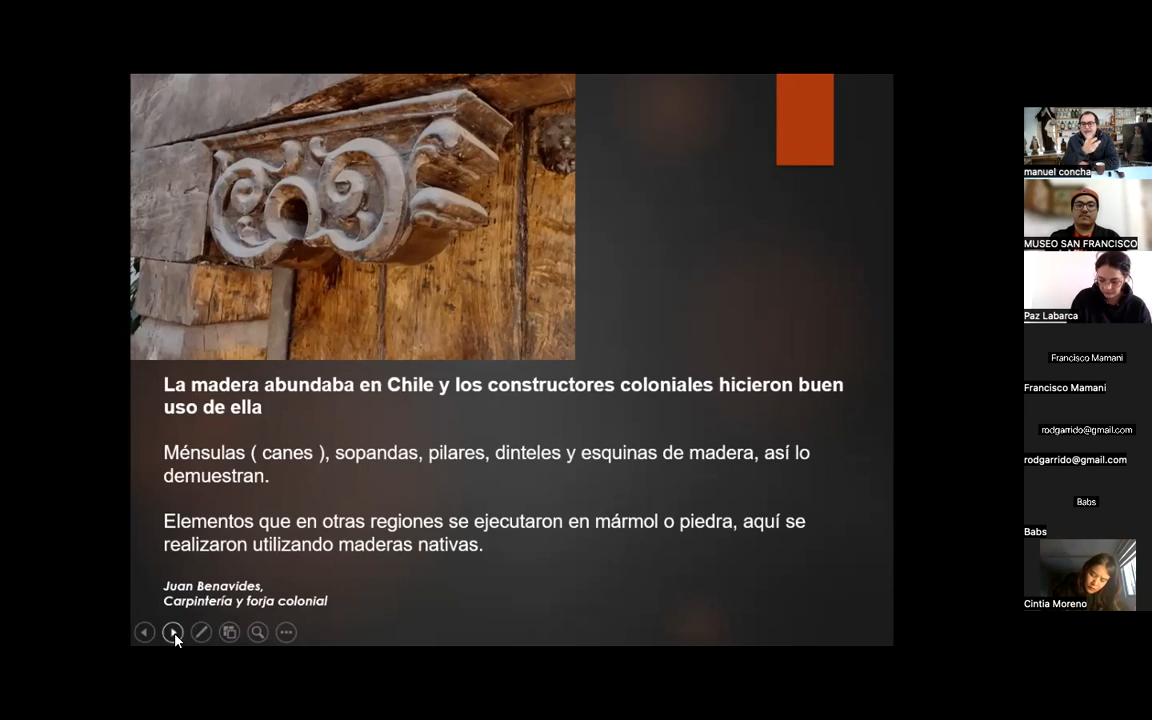 La madera abundaba en Chile y los constructores coloniales hicieron buen
uso de ella
Ménsulas ( canes ), sopandas, pilares, dinteles y esquinas de madera, así lo
demuestran.
Elementos que en otras regiones se ejecutaron en mármol o piedra, aquí se
realizaron utilizando maderas nativas.
Juan Benavides,
Carpintería y forja colonial
manuel concha
MUSEO SAN FRANCISCO
Paz Labarca
Francisco Mamani
Francisco Mamani
rodgarrido@gmail.com
rodgarrido@gmail.com
Babs
Babs
Cintia Moreno